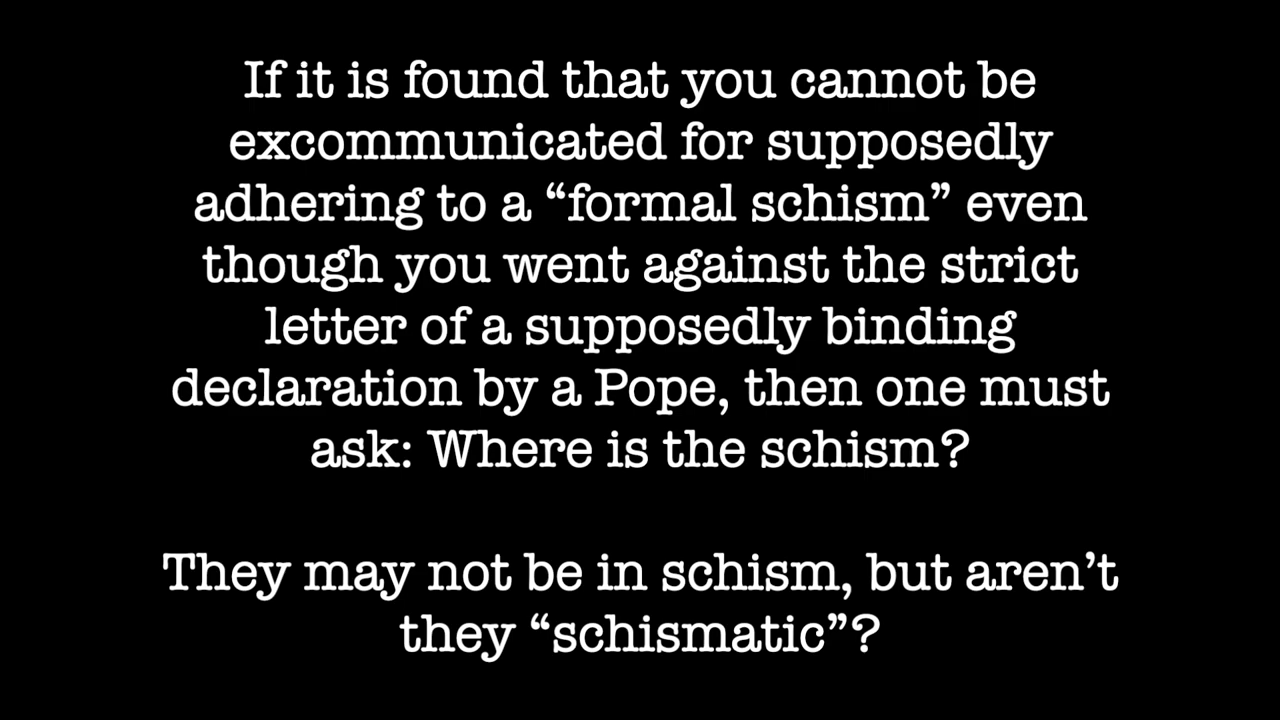 If it is found that you cannot be
excommunicated for supposedly
adhering to a “formal schism” even
though you went against the strict
letter of a supposedly binding
declaration by a Pope, then one must
ask: Where is the schism?
They may not be in schism, but aren’t
they “schismatic”?